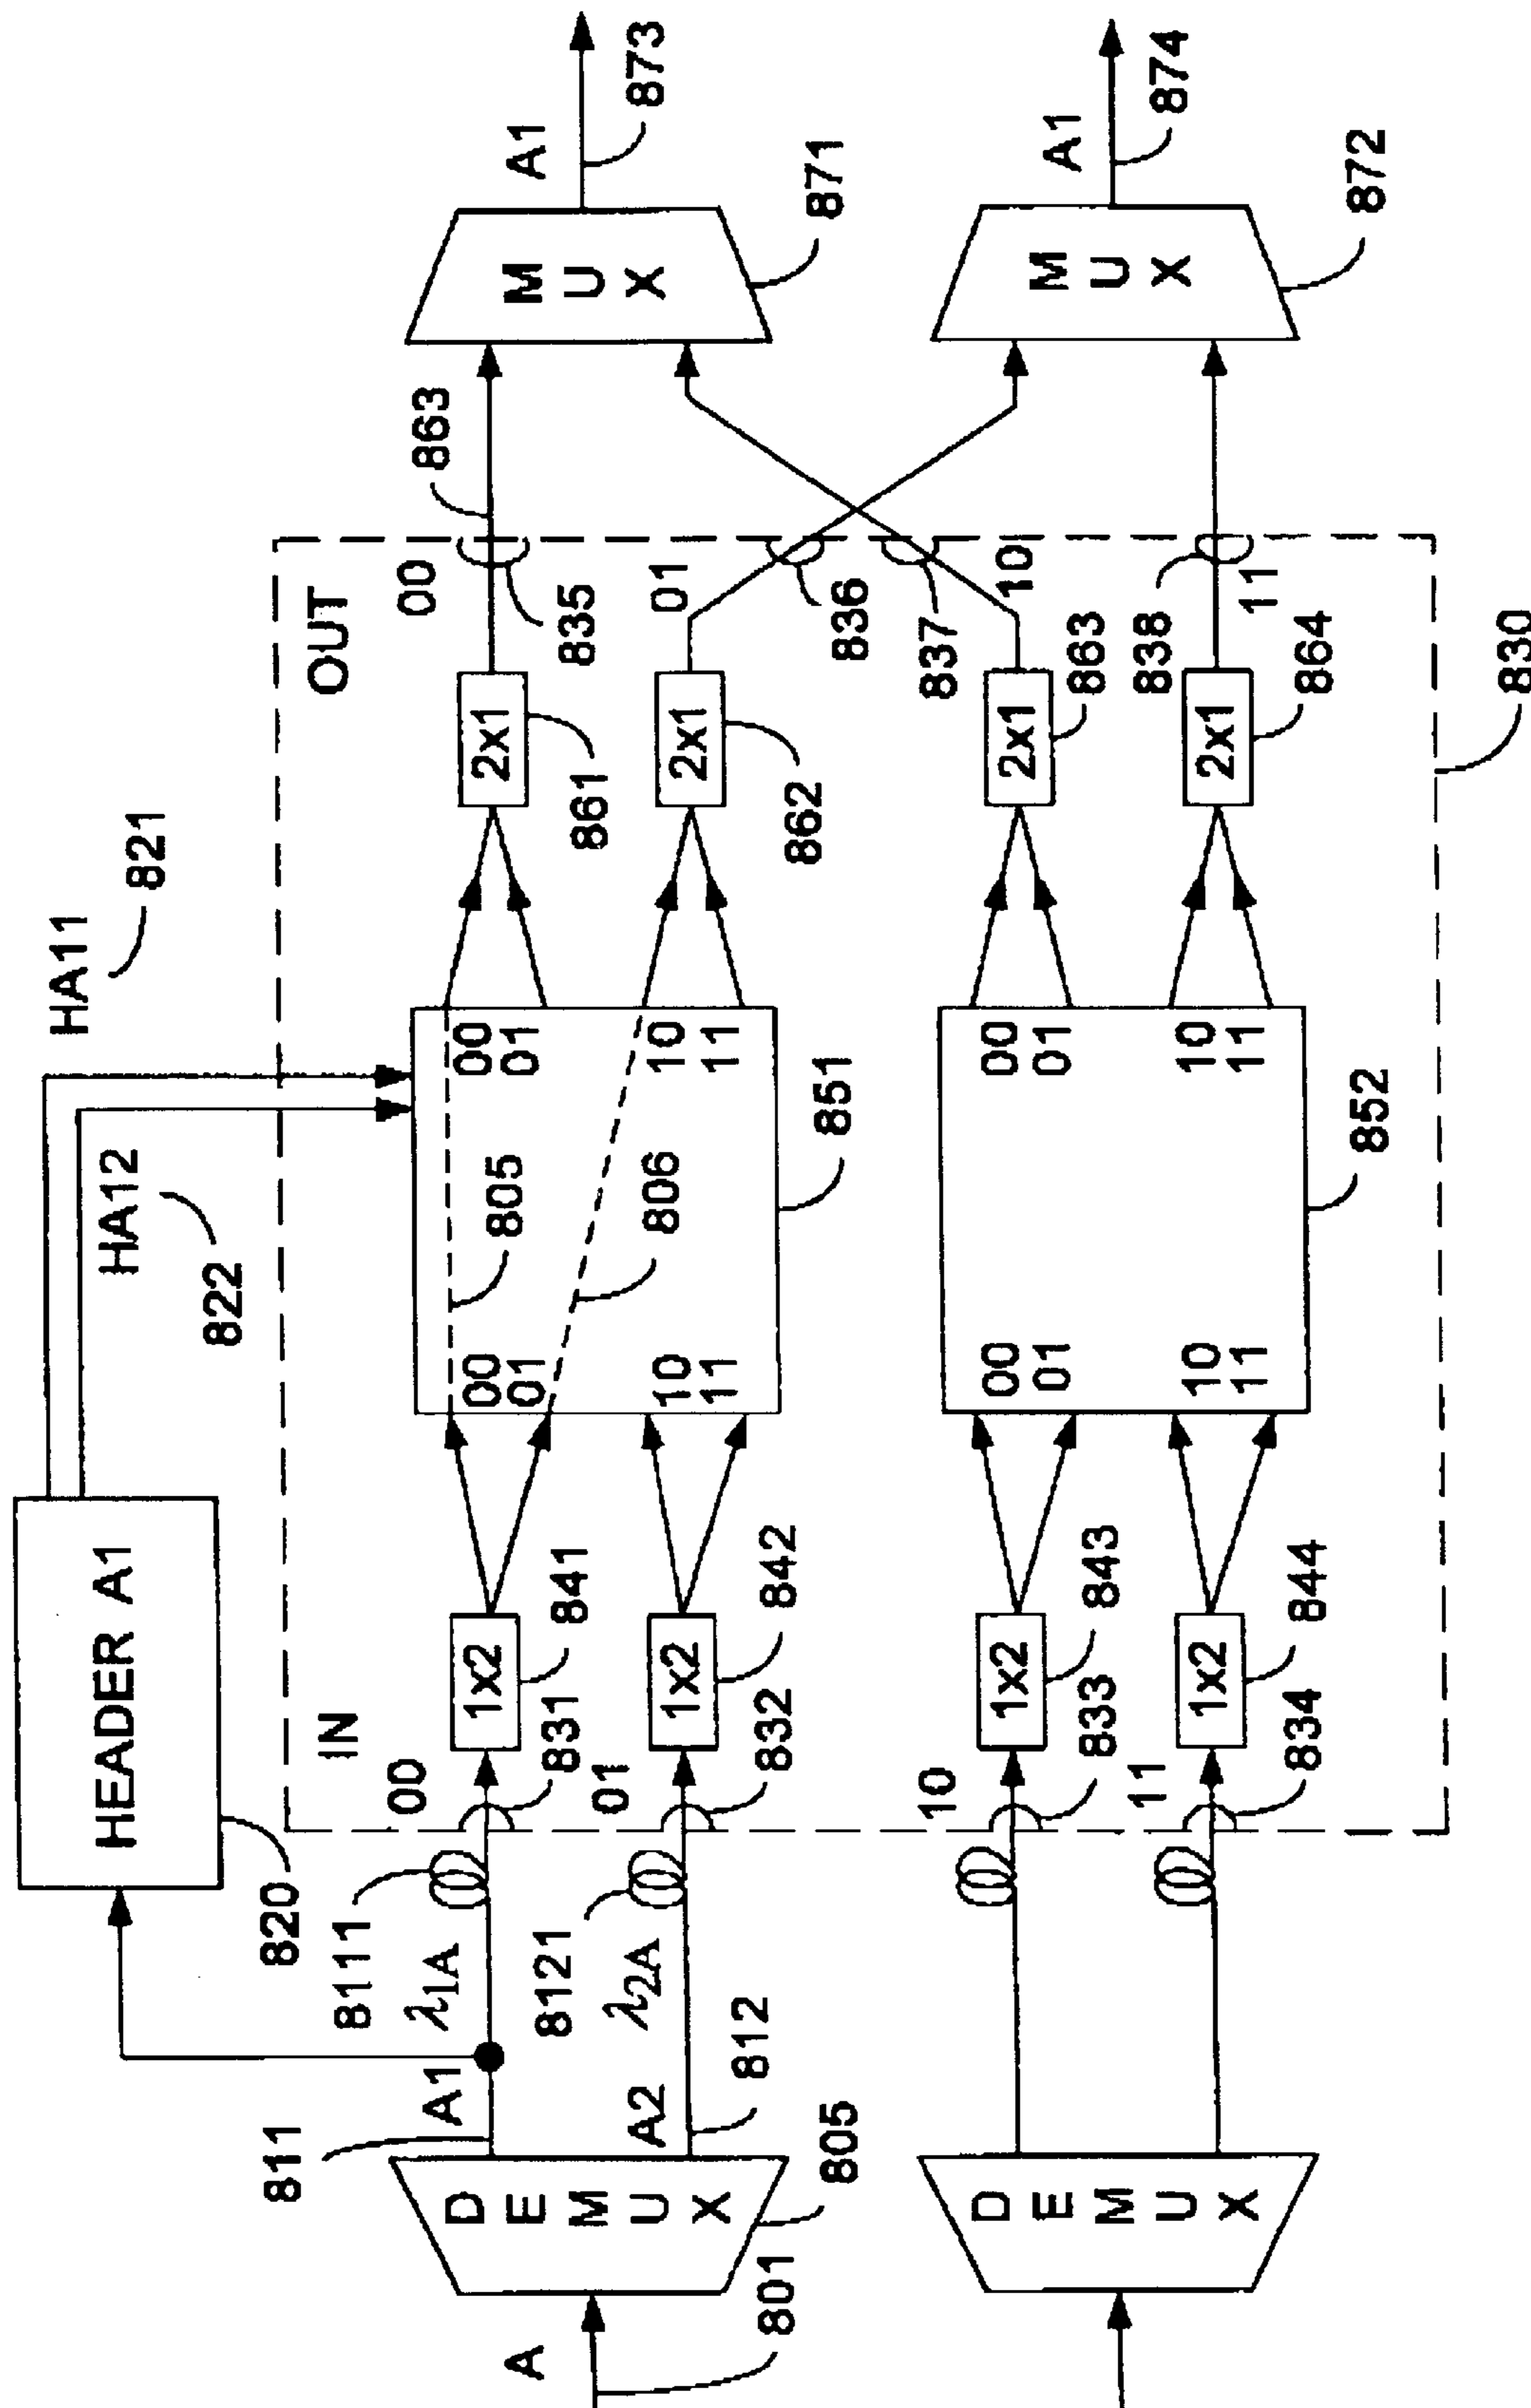 A
801
DEMUX
805
811
A1
A2
812
λ1A
8111
λ2A
8121
HEADER A1
820
HA11
821
HA12
822
IN
OUT
00
831
01
832
10
833
11
834
1x2
841
1x2
842
1x2
843
1x2
844
00
01
10
11
805
806
00
01
10
11
851
00
01
10
11
00
01
10
11
852
2x1
861
2x1
862
2x1
863
2x1
864
00
835
01
836
10
837
11
838
830
863
MUX
871
A1
873
MUX
872
A1
874
DEMUX